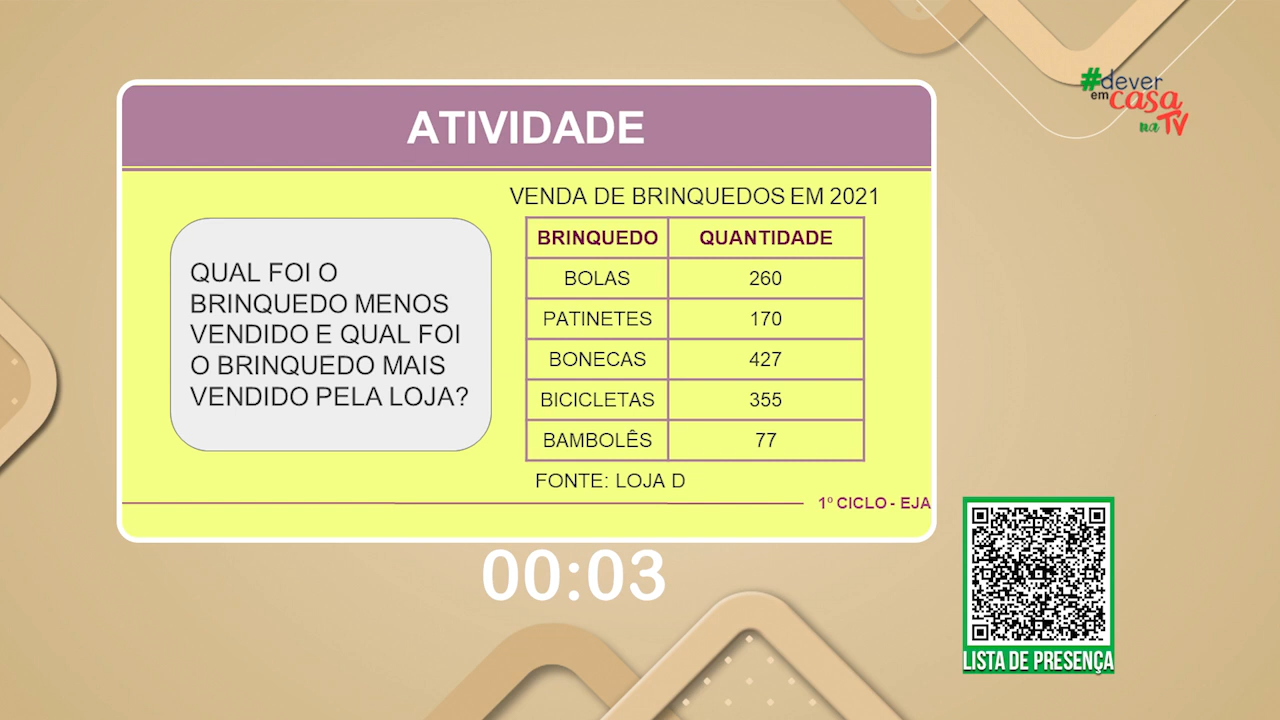 #dever
em casa
na TV
ATIVIDADE
QUAL FOI O
BRINQUEDO MENOS
VENDIDO E QUAL FOI
O BRINQUEDO MAIS
VENDIDO PELA LOJA?
VENDA DE BRINQUEDOS EM 2021
BRINQUEDO QUANTIDADE
BOLAS 260
PATINETES 170
BONECAS 427
BICICLETAS 355
BAMBOLÊS 77
FONTE: LOJA D
1º CICLO - EJA
00:03
LISTA DE PRESENÇA